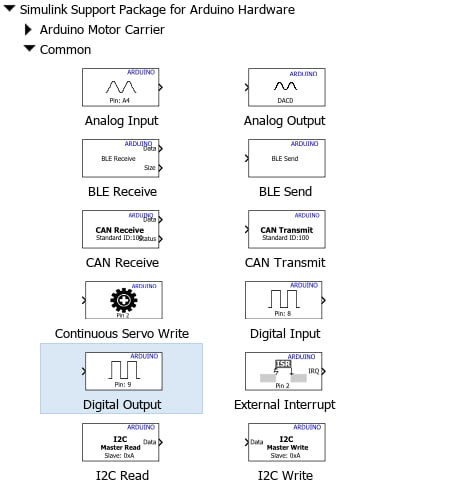 Simulink Support Package for Arduino Hardware
Arduino Motor Carrier
Common
ARDUINO
Pin: A4
Analog Input
ARDUINO
DAC0
Analog Output
ARDUINO
Data
BLE Receive
Size
BLE Receive
ARDUINO
BLE Send
BLE Send
ARDUINO
Data
CAN Receive
Standard ID:100
Status
CAN Receive
ARDUINO
CAN Transmit
Standard ID:100
CAN Transmit
ARDUINO
Pin 2
Continuous Servo Write
ARDUINO
Pin: 8
Digital Input
ARDUINO
Pin: 9
Digital Output
ARDUINO
ISR
IRQ
Pin 2
External Interrupt
ARDUINO
I2C
Master Read
Data
Slave: 0xA
I2C Read
ARDUINO
I2C
Data
Master Write
Slave: 0xA
I2C Write